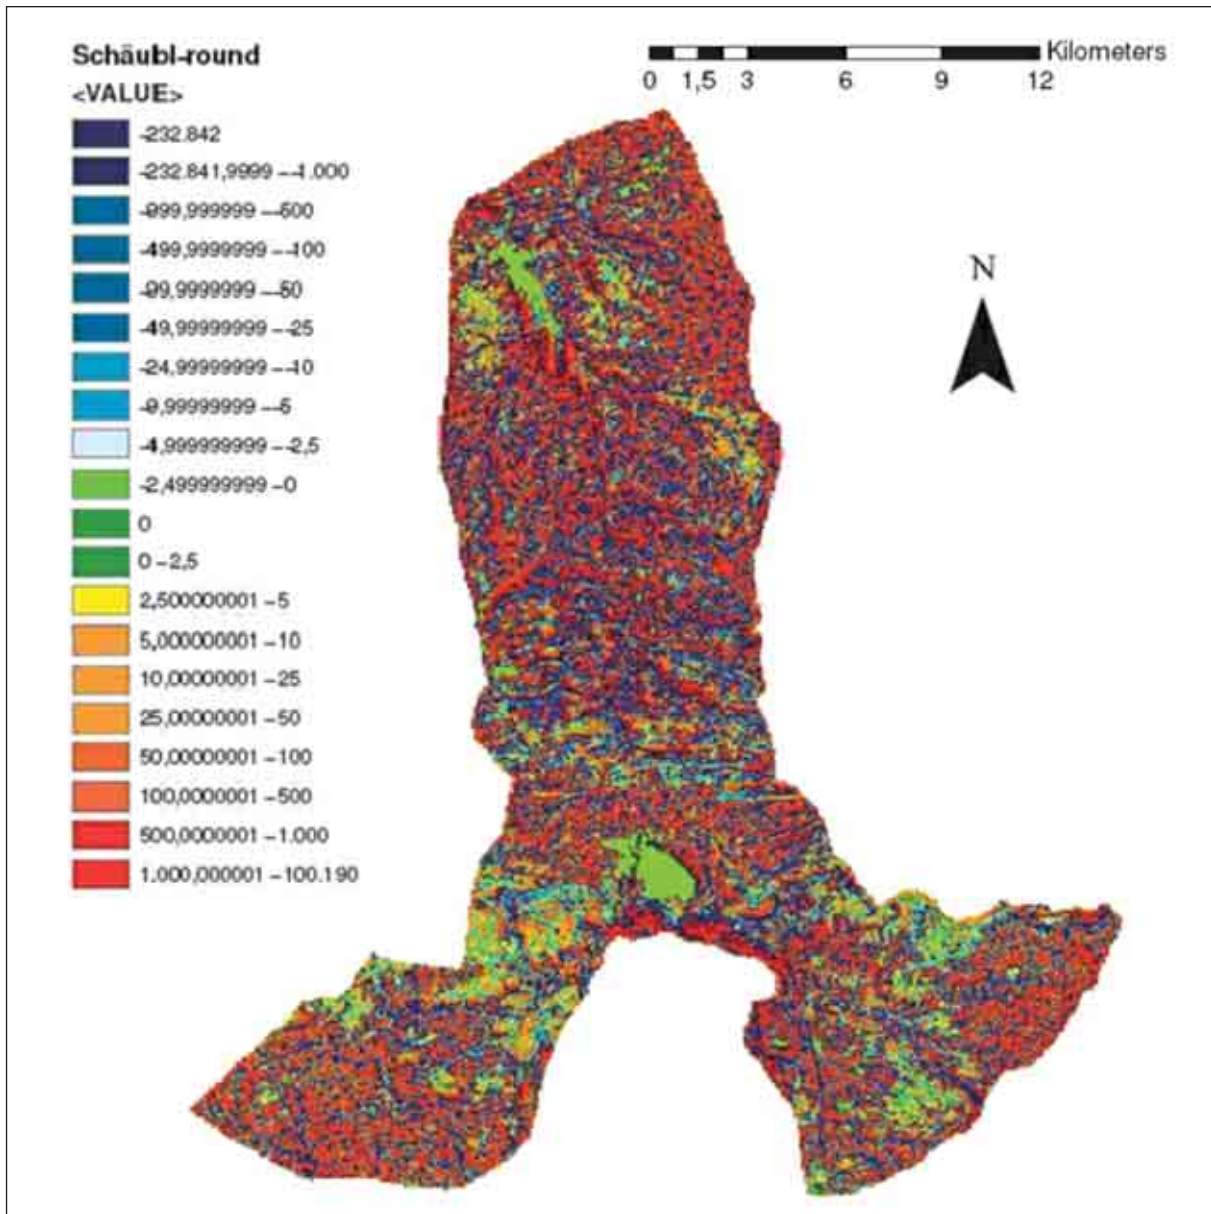 Schäubl-round
<VALUE>
-232.842
-232.841,9999 – -1.000
-999,999999 – -500
-499,9999999 – -100
-99,9999999 – -50
-49,99999999 – -25
-24,99999999 – -10
-9,99999999 – -5
-4,999999999 – -2,5
-2,499999999 – 0
0
0 – 2,5
2,500000001 – 5
5,000000001 – 10
10,00000001 – 25
25,00000001 – 50
50,00000001 – 100
100,0000001 – 500
500,0000001 – 1.000
1.000,000001 – 100.190
Kilometers
0 1,5 3 6 9 12
N